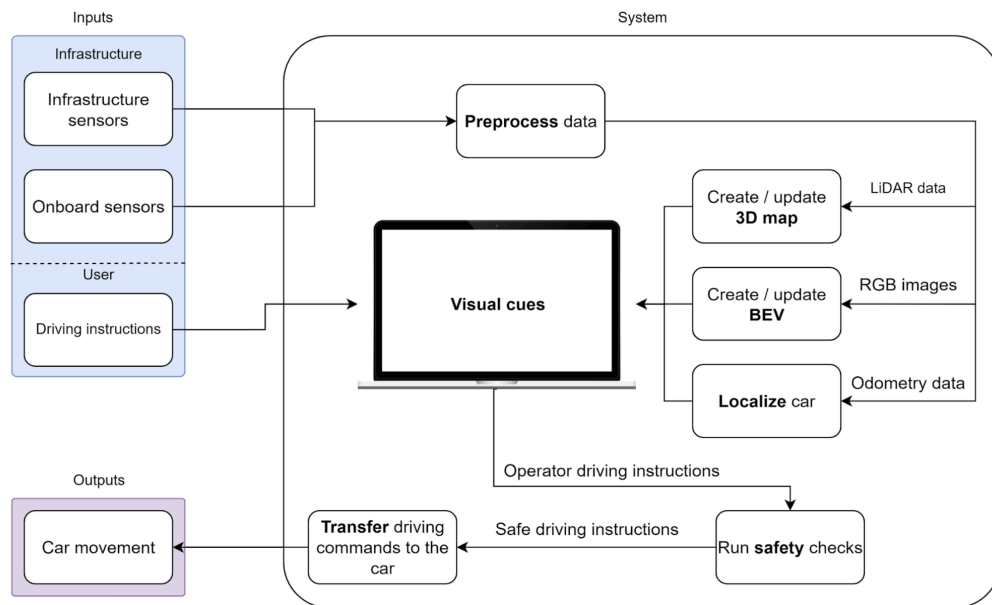 Inputs
System
Infrastructure
Infrastructure
sensors
Preprocess data
Onboard sensors
Create / update
3D map
LiDAR data
User
Driving instructions
Visual cues
Create / update
BEV
RGB images
Localize car
Odometry data
Operator driving instructions
Outputs
Car movement
Transfer driving
commands to the
car
Safe driving instructions
Run safety checks